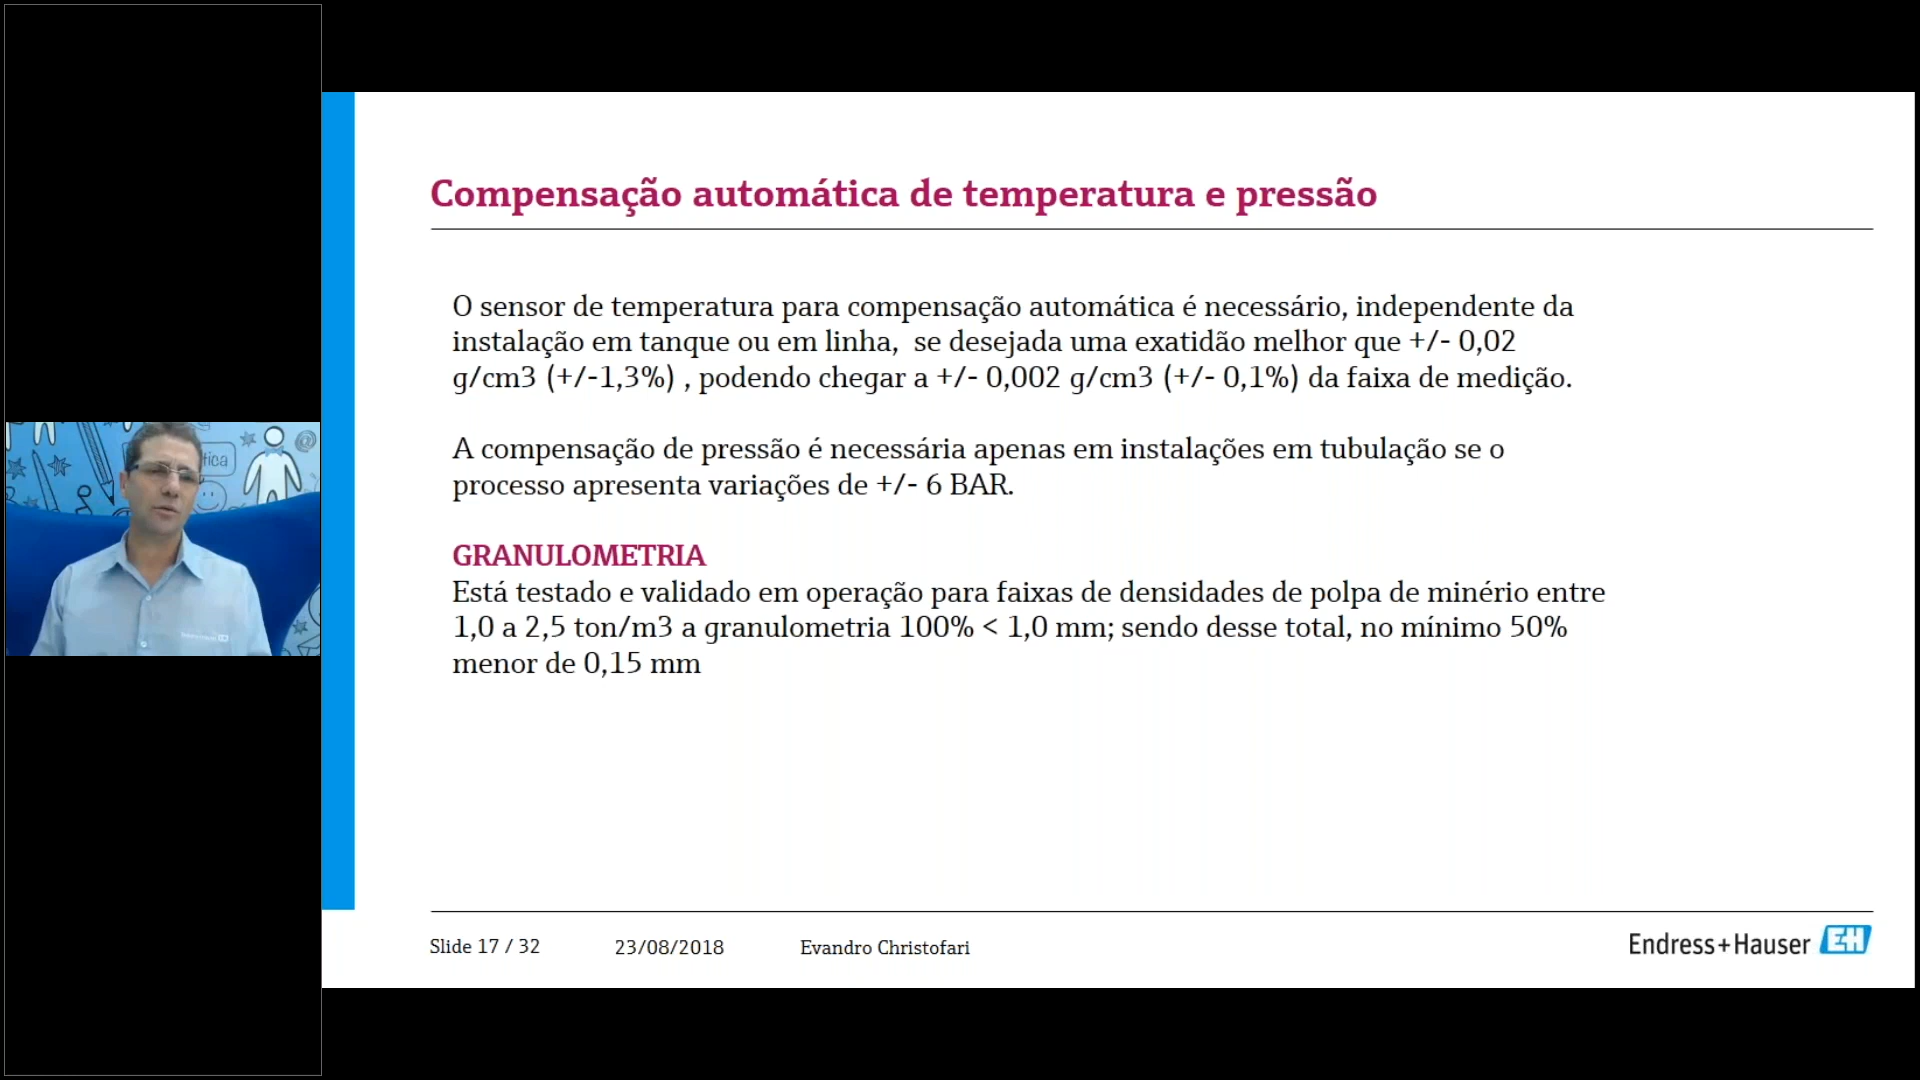 Compensação automática de temperatura e pressão
O sensor de temperatura para compensação automática é necessário, independente da
instalação em tanque ou em linha,  se desejada uma exatidão melhor que +/- 0,02
g/cm3 (+/-1,3%) , podendo chegar a +/- 0,002 g/cm3 (+/- 0,1%) da faixa de medição.
A compensação de pressão é necessária apenas em instalações em tubulação se o
processo apresenta variações de +/- 6 BAR.
GRANULOMETRIA
Está testado e validado em operação para faixas de densidades de polpa de minério entre
1,0 a 2,5 ton/m3 a granulometria 100% < 1,0 mm; sendo desse total, no mínimo 50%
menor de 0,15 mm
Slide 17 / 32
23/08/2018
Evandro Christofari
Endress+Hauser EH